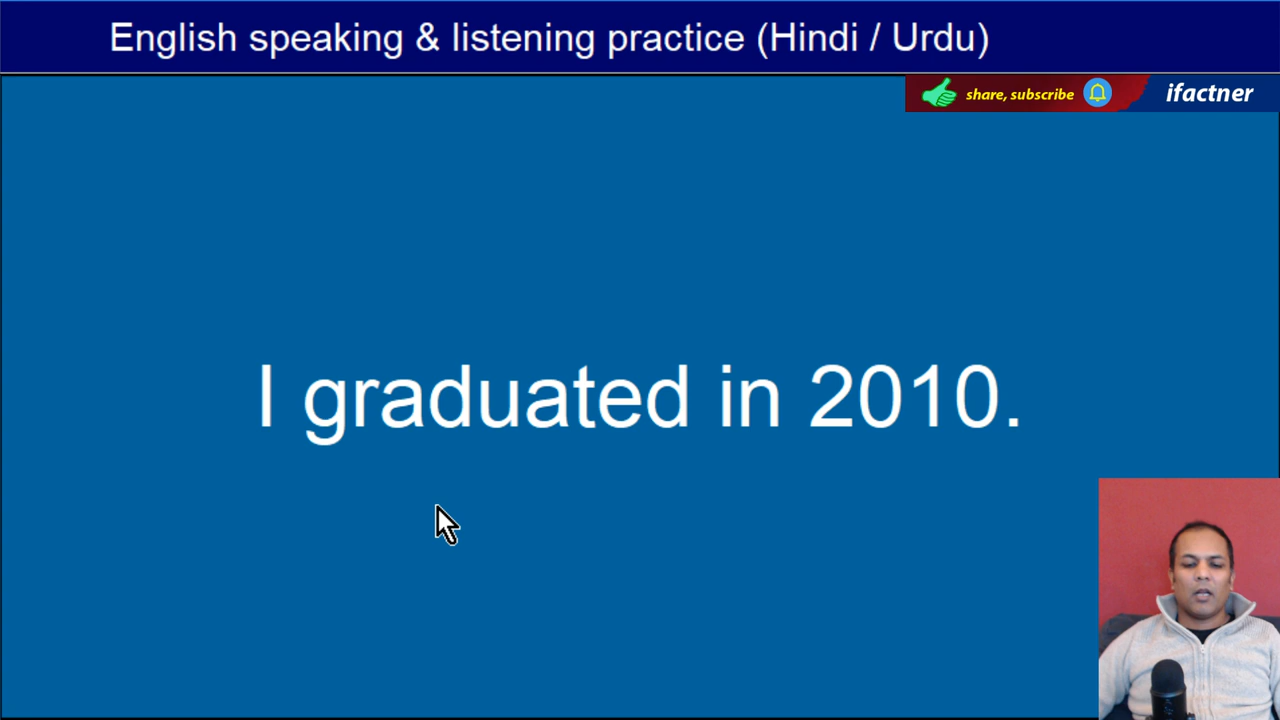 English speaking & listening practice (Hindi / Urdu)
share, subscribe
ifactner
I graduated in 2010.